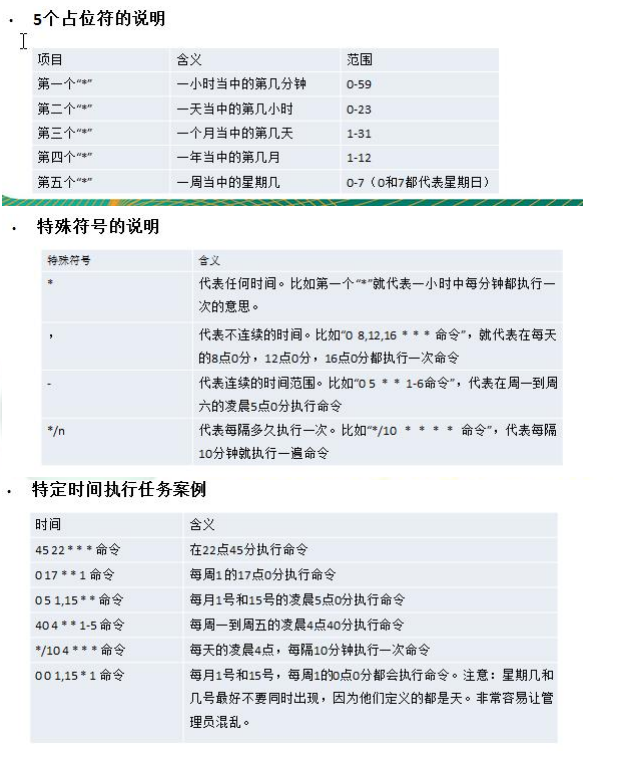 • 5个占位符的说明
项目 含义 范围
第一个“*” 一小时当中的第几分钟 0-59
第二个“*” 一天当中的第几小时 0-23
第三个“*” 一个月当中的第几天 1-31
第四个“*” 一年当中的第几月 1-12
第五个“*” 一周当中的星期几 0-7（0和7都代表星期日）
• 特殊符号的说明
特殊符号 含义
* 代表任何时间。比如第一个“*”就代表一小时中每分钟都执行一
次的意思。
， 代表不连续的时间。比如“0 8,12,16 * * * 命令”，就代表在每天
的8点0分，12点0分，16点0分都执行一次命令
- 代表连续的时间范围。比如“0 5 * * 1-6命令”，代表在周一到周
六的凌晨5点0分执行命令
*/n 代表每隔多久执行一次。比如“*/10 * * * * 命令”，代表每隔
10分钟就执行一遍命令
• 特定时间执行任务案例
时间 含义
45 22 * * * 命令 在22点45分执行命令
0 17 * * 1 命令 每周1的17点0分执行命令
0 5 1,15 * * 命令 每月1号和15号的凌晨5点0分执行命令
40 4 * * 1-5 命令 每周一到周五的凌晨4点40分执行命令
*/10 4 * * * 命令 每天的凌晨4点，每隔10分钟执行一次命令
0 0 1,15 * 1 命令 每月1号和15号，每周1的0点0分都会执行命令。注意：星期几和
几号最好不要同时出现，因为他们定义的都是天。非常容易让管
理员混乱。